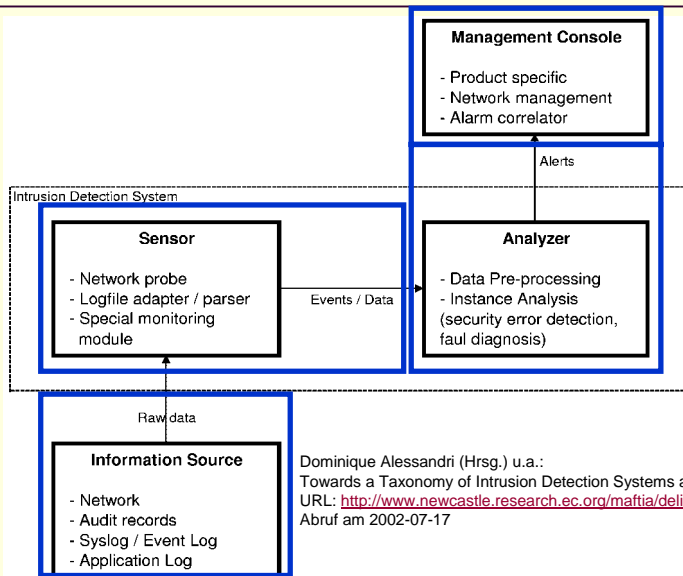 Management Console
- Product specific
- Network management
- Alarm correlator
Alerts
Intrusion Detection System
Sensor
- Network probe
- Logfile adapter / parser
- Special monitoring
module
Events / Data
Analyzer
- Data Pre-processing
- Instance Analysis
(security error detection,
faul diagnosis)
Raw data
Information Source
- Network
- Audit records
- Syslog / Event Log
- Application Log
Dominique Alessandri (Hrsg.) u.a.:
Towards a Taxonomy of Intrusion Detection Systems a
URL: http://www.newcastle.research.ec.org/maftia/deli
Abruf am 2002-07-17